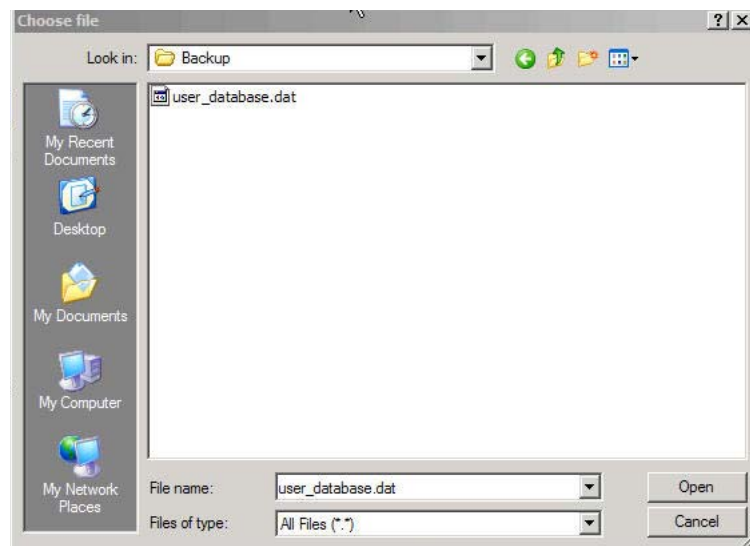 Choose file
Look in:
Backup
user_database.dat
My Recent
Documents
Desktop
My Documents
My Computer
My Network
Places
File name:
user_database.dat
Open
Files of type:
All Files (*.*)
Cancel